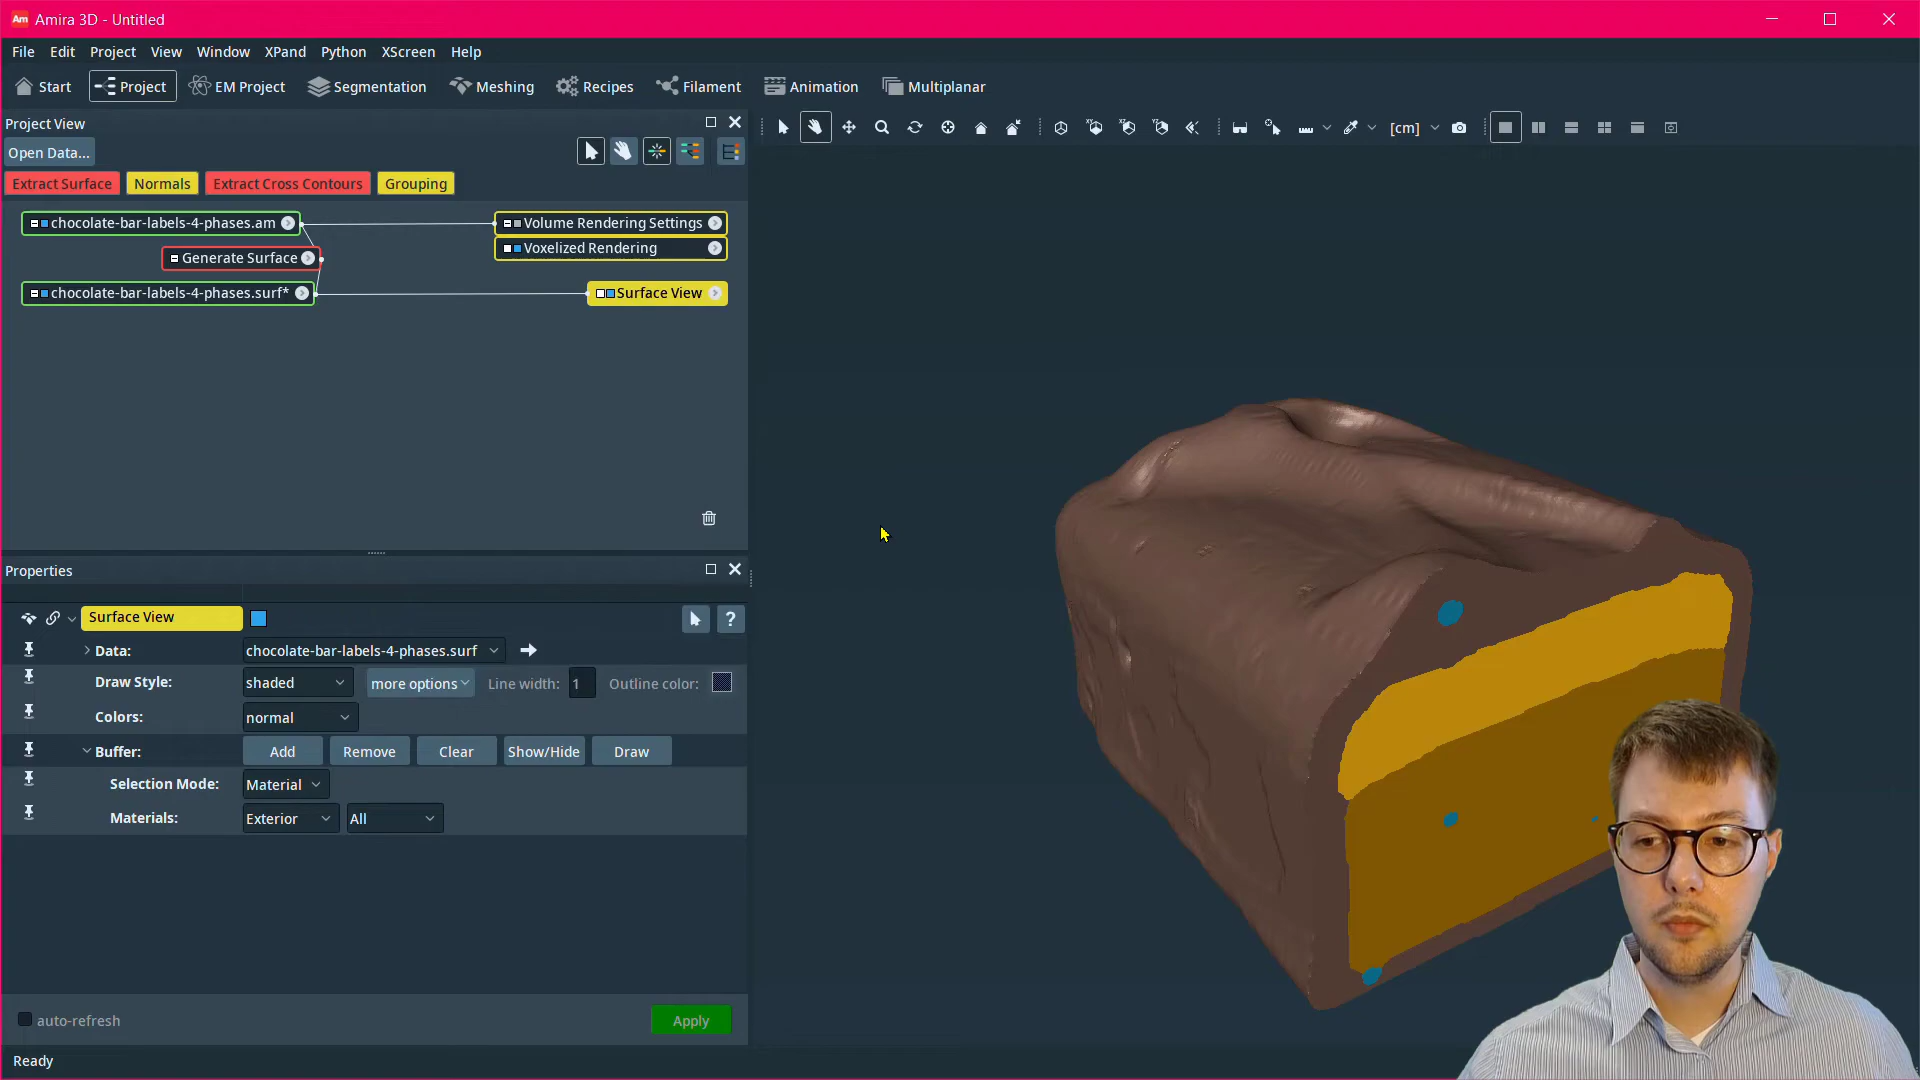 Am Amira 3D - Untitled
File Edit Project View Window XPand Python XScreen Help
Start Project EM Project Segmentation Meshing Recipes Filament Animation Multiplanar
Project View
[cm]
Open Data...
Extract Surface Normals Extract Cross Contours Grouping
chocolate-bar-labels-4-phases.am Volume Rendering Settings
Voxelized Rendering
Generate Surface
chocolate-bar-labels-4-phases.surf* Surface View
Properties
Surface View ?
Data: chocolate-bar-labels-4-phases.surf
Draw Style: shaded more options Line width: 1 Outline color:
Colors: normal
Buffer: Add Remove Clear Show/Hide Draw
Selection Mode: Material
Materials: Exterior All
auto-refresh Apply
Ready